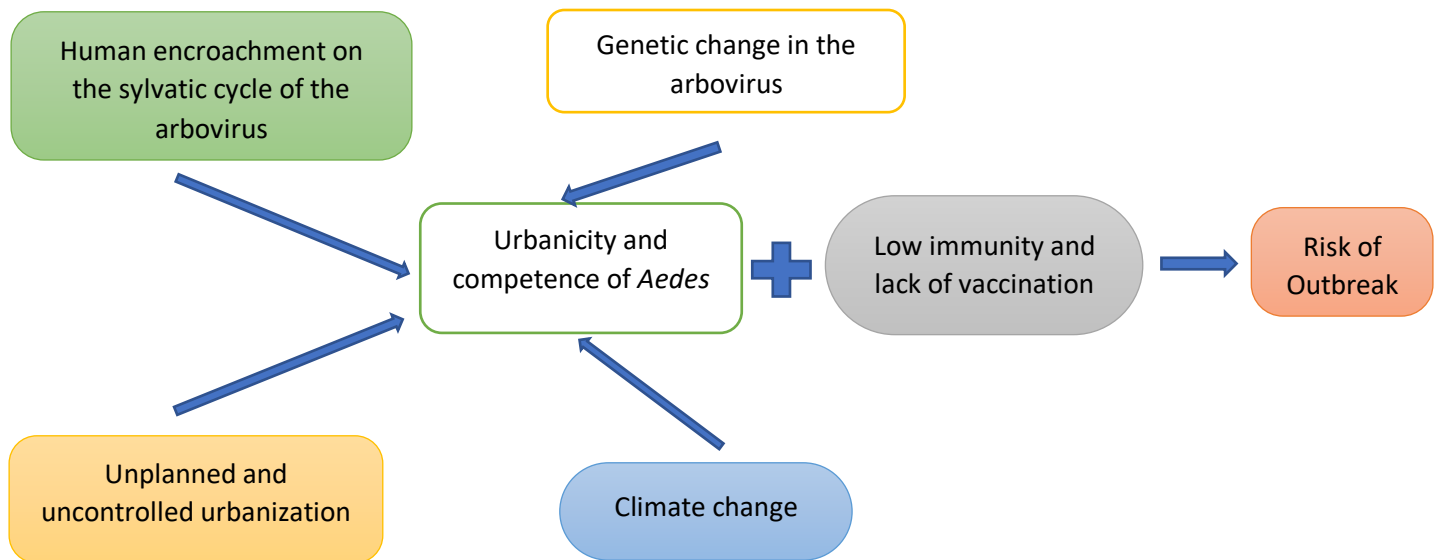 Human encroachment on
the sylvatic cycle of the
arbovirus
Genetic change in the
arbovirus
Urbanicity and
competence of Aedes
Low immunity and
lack of vaccination
Risk of
Outbreak
Unplanned and
uncontrolled urbanization
Climate change